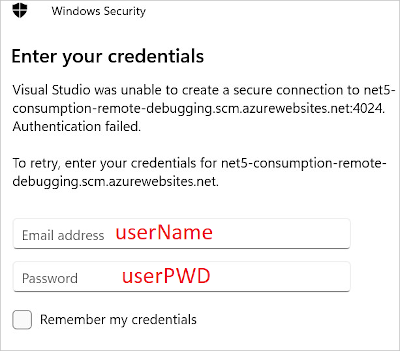 Windows Security
Enter your credentials
Visual Studio was unable to create a secure connection to net5-
consumption-remote-debugging.scm.azurewebsites.net:4024.
Authentication failed.
To retry, enter your credentials for net5-consumption-remote-
debugging.scm.azurewebsites.net.
Email address userName
Password userPWD
Remember my credentials